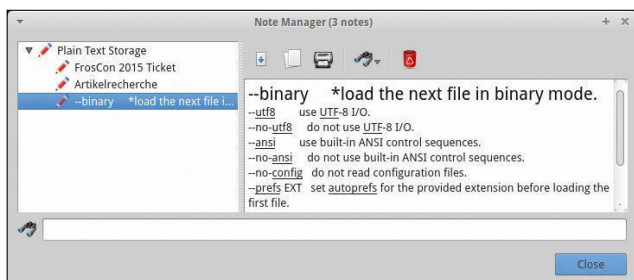 Note Manager (3 notes)
Plain Text Storage
FrosCon 2015 Ticket
Artikelrecherche
--binary *load the next file i...
--binary *load the next file in binary mode.
--utf8 use UTF-8 I/O.
--no-utf8 do not use UTF-8 I/O.
--ansi use built-in ANSI control sequences.
--no-ansi do not use built-in ANSI control sequences.
--no-config do not read configuration files.
--prefs EXT set autoprefs for the provided extension before loading the
first file.
Close